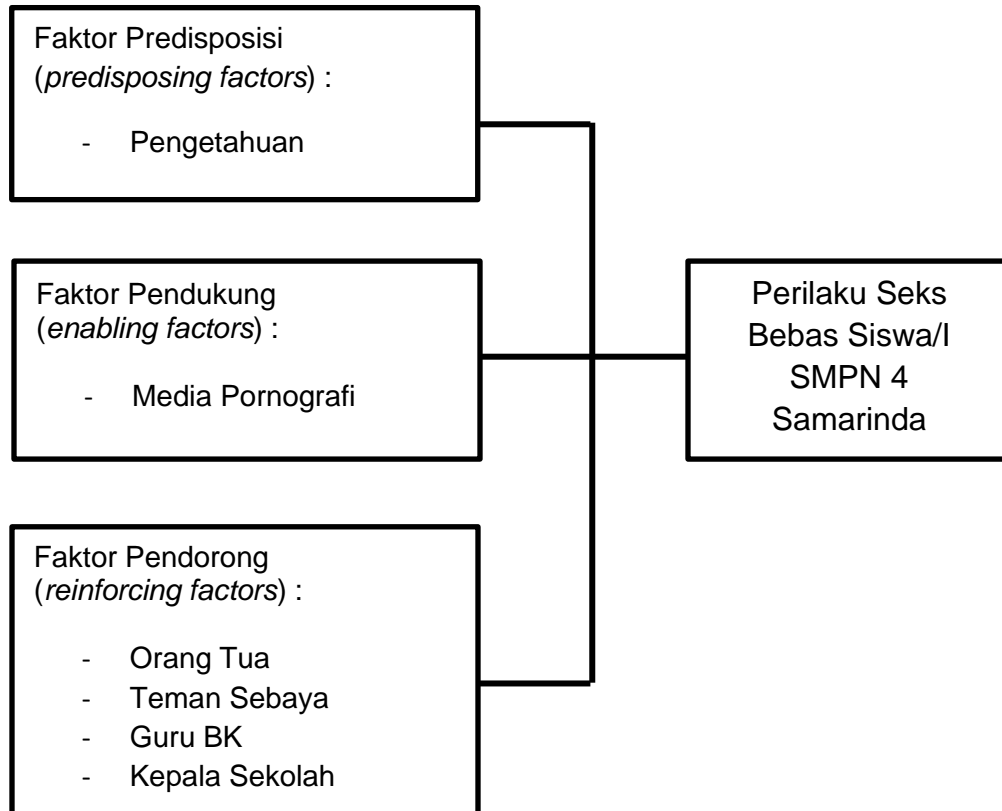 Faktor Predisposisi
(predisposing factors) :
- Pengetahuan
Faktor Pendukung
(enabling factors) :
- Media Pornografi
Faktor Pendorong
(reinforcing factors) :
- Orang Tua
- Teman Sebaya
- Guru BK
- Kepala Sekolah
Perilaku Seks
Bebas Siswa/I
SMPN 4
Samarinda